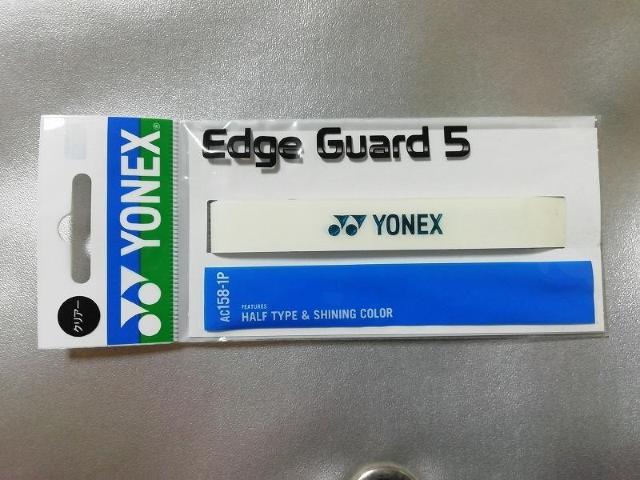 Edge Guard 5
YONEX®
YONEX
クリアー
AC158-1P
FEATURES
HALF TYPE & SHINING COLOR